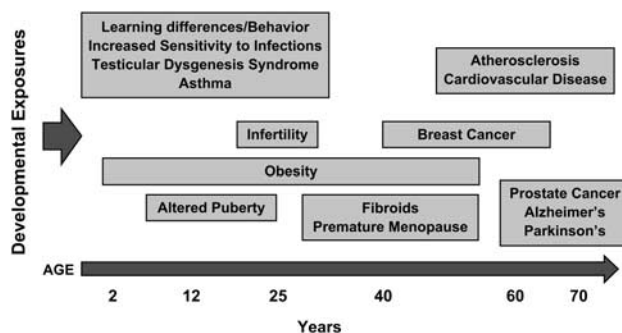 Developmental Exposures
Learning differences/Behavior
Increased Sensitivity to Infections
Testicular Dysgenesis Syndrome
Asthma
Atherosclerosis
Cardiovascular Disease
Infertility
Breast Cancer
Obesity
Altered Puberty
Fibroids
Premature Menopause
Prostate Cancer
Alzheimer's
Parkinson's
AGE
2 12 25 40 60 70
Years